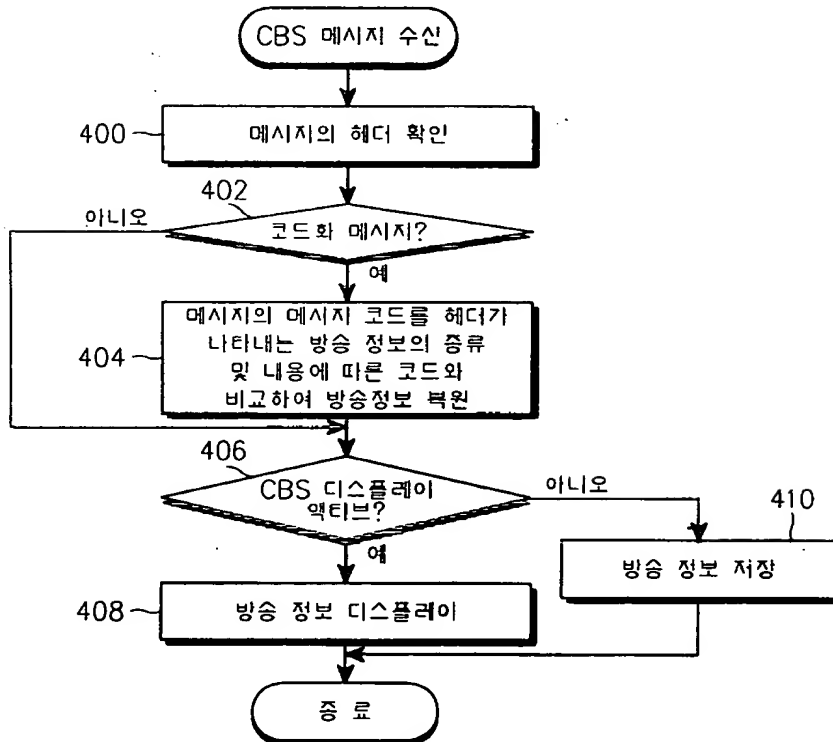 CBS 메시지 수신
400
메시지의 헤더 확인
402
아니오
코드화 메시지?
예
404
메시지의 메시지 코드를 헤더가
나타내는 방송 정보의 종류
및 내용에 따른 코드와
비교하여 방송정보 복원
406
CBS 디스플레이
액티브?
아니오
예
410
방송 정보 저장
408
방송 정보 디스플레이
종 료